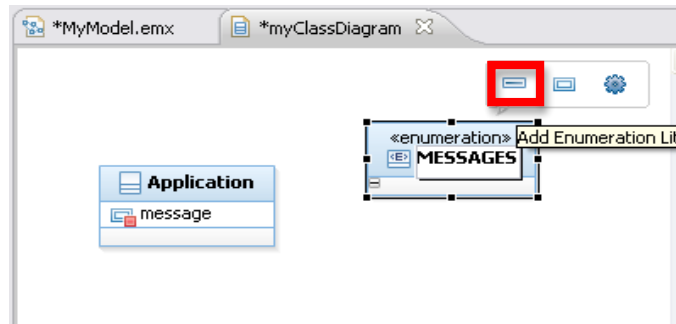 *MyModel.emx
*myClassDiagram
«enumeration»
Add Enumeration Lit
MESSAGES
Application
message